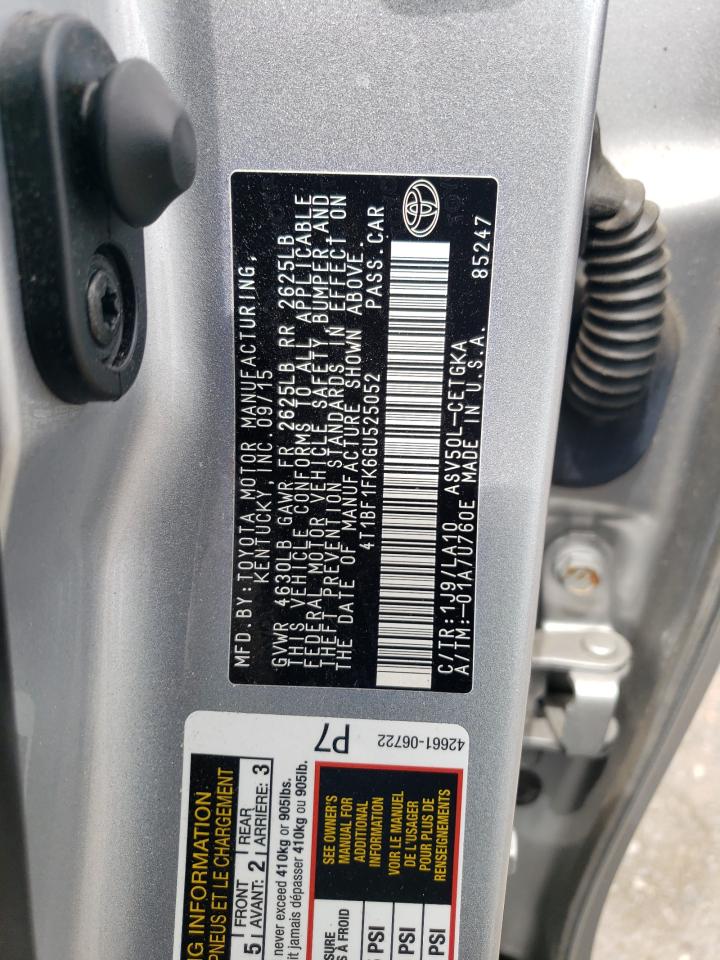 MFD. BY: TOYOTA MOTOR MANUFACTURING,
KENTUCKY, INC. 09/15
GVWR 4630LB GAWR FR 2625LB RR 2625LB
THIS VEHICLE CONFORMS TO ALL APPLICABLE
FEDERAL MOTOR VEHICLE SAFETY, BUMPER, AND
THEFT PREVENTION STANDARDS IN EFFECT ON
THE DATE OF MANUFACTURE SHOWN ABOVE.
4T1BF1FK6GU525052 PASS. CAR
C/TR: 1J9/LA10 ASV50L-CETGKA
A/TM: -01A/U760E MADE IN U.S.A.
85247
42661-06722
P7
NG INFORMATION
PNEUS ET LE CHARGEMENT
5 FRONT 2 REAR 3
AVANT: ARRIÈRE:
never exceed 410kg or 905lbs.
it jamais dépasser 410kg ou 905lb.
SEE OWNER'S
MANUAL FOR
ADDITIONAL
INFORMATION
VOIR LE MANUEL
DE L'USAGER
POUR PLUS DE
RENSEIGNEMENTS
SURE
S À FROID
PSI
PSI
PSI